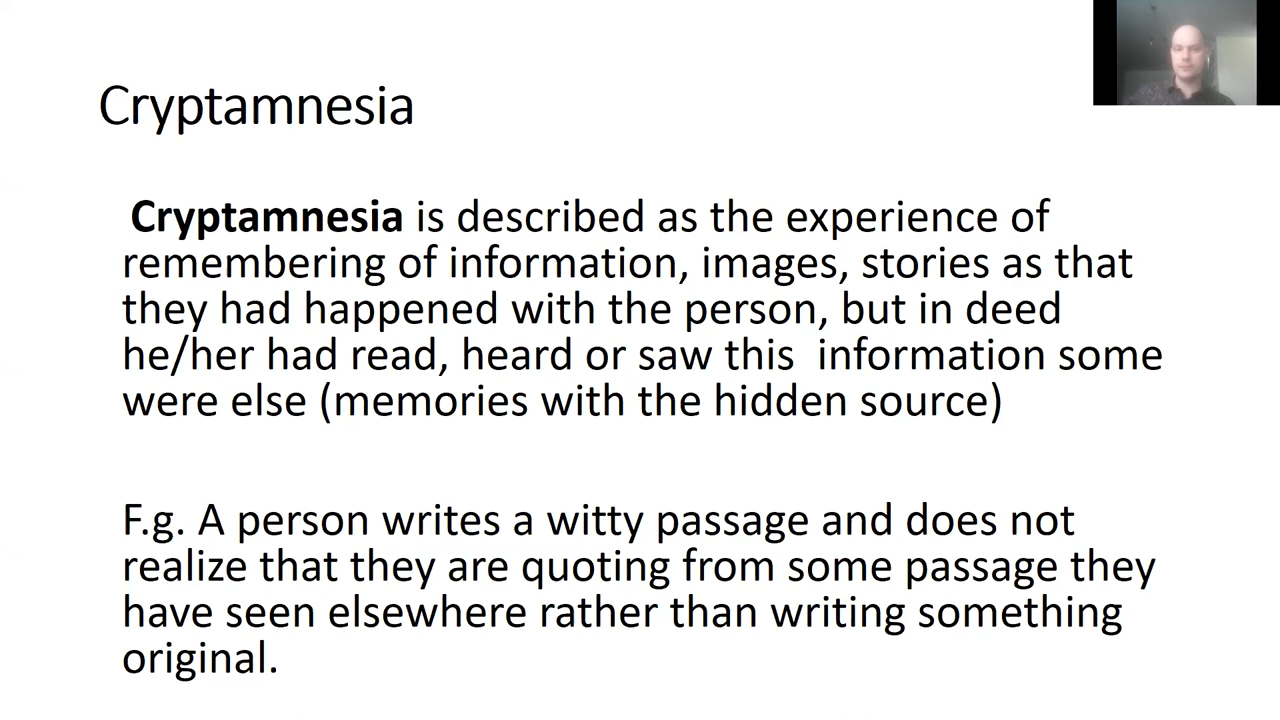 Cryptamnesia
Cryptamnesia is described as the experience of
remembering of information, images, stories as that
they had happened with the person, but in deed
he/her had read, heard or saw this  information some
were else (memories with the hidden source)
F.g. A person writes a witty passage and does not
realize that they are quoting from some passage they
have seen elsewhere rather than writing something
original.